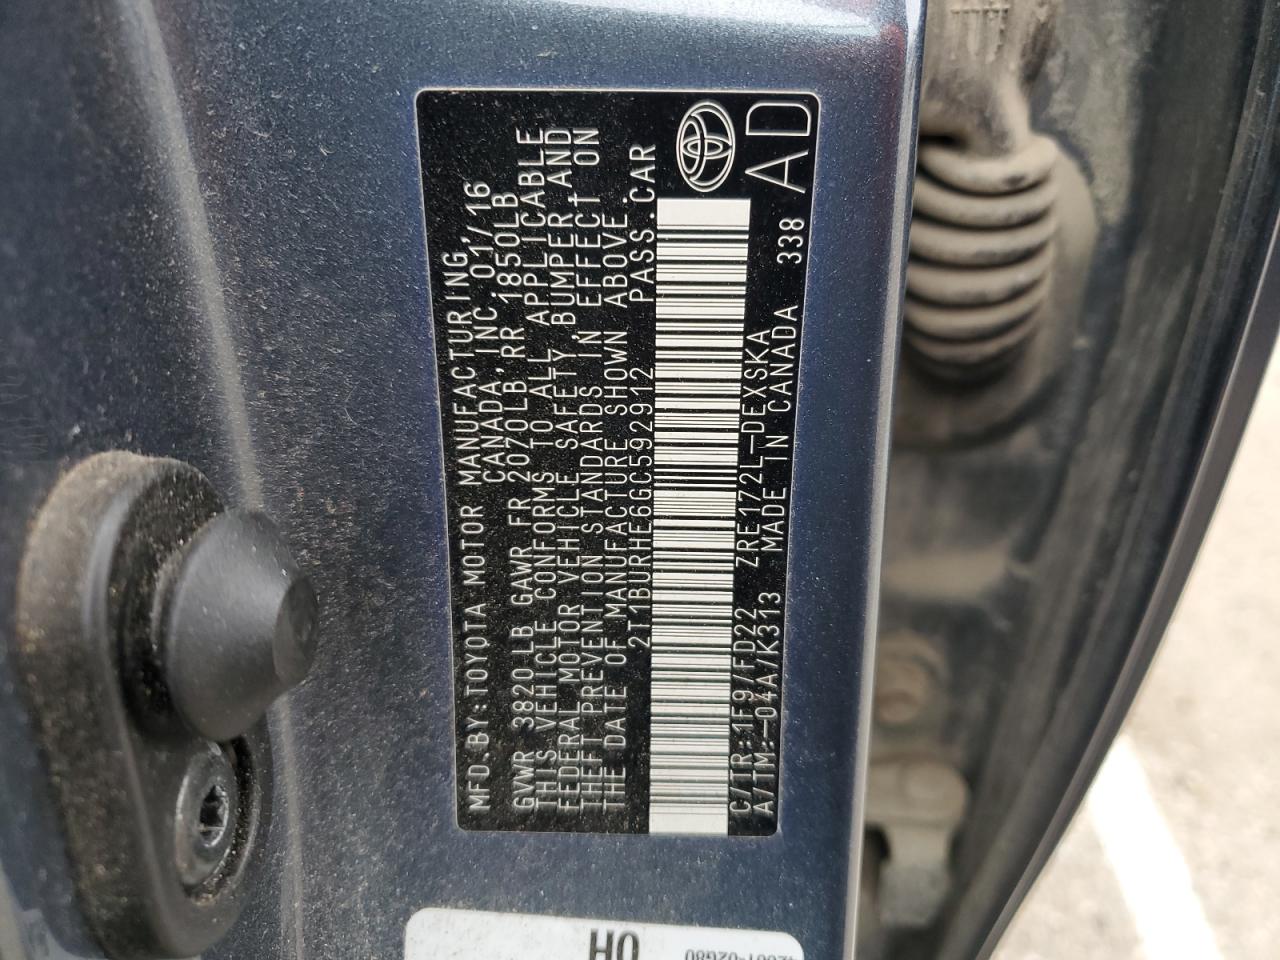 MFD.BY:TOYOTA MOTOR MANUFACTURING,
CANADA,INC.01/16
GVWR 3820 LB GAWR FR 2070LB,RR 1850LB
THIS VEHICLE CONFORMS TO ALL APPLICABLE
FEDERAL MOTOR VEHICLE SAFETY, BUMPER, AND
THEFT PREVENTION STANDARDS IN EFFECT ON
THE DATE OF MANUFACTURE SHOWN ABOVE.
2T1BURHE6GC592912 PASS.CAR
C/TR:1F9/FD22 ZRE172L-DEXSKA
A/TM:-04A/K313 MADE IN CANADA 338
AD
HO